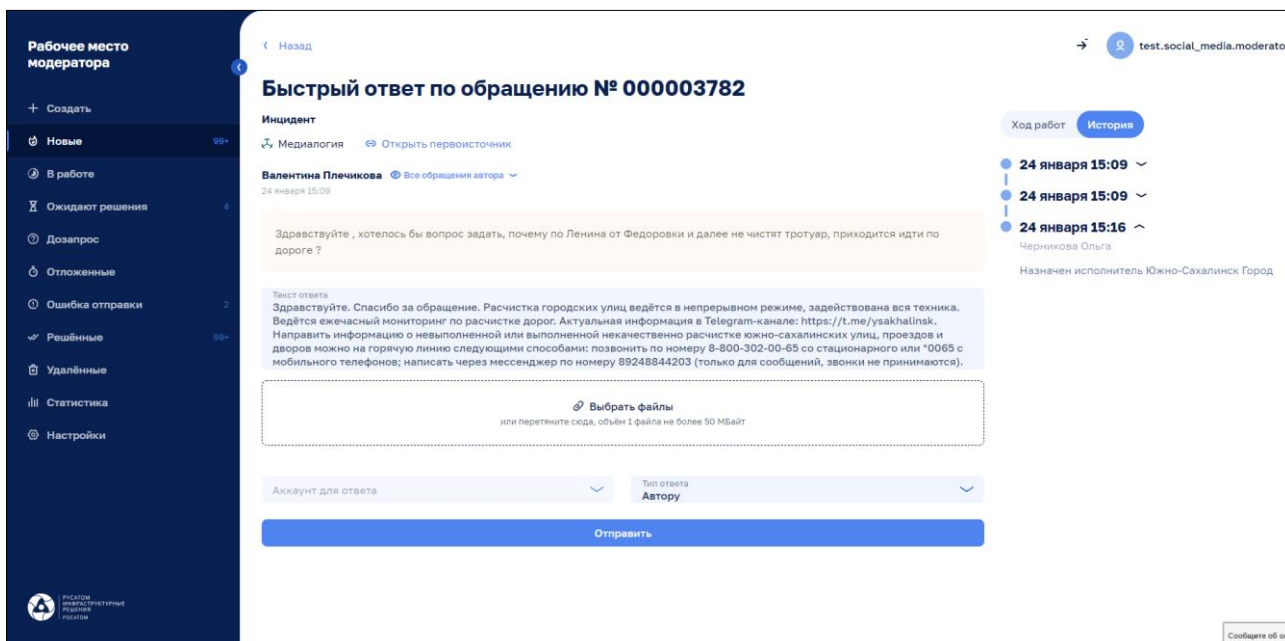 Рабочее место
модератора
Создать
Новые 99+
В работе
Ожидают решения 4
Дозапрос
Отложенные
Ошибка отправки 2
Решённые 99+
Удалённые
Статистика
Настройки
РУСАТОМ
ИНФРАСТРУКТУРНЫЕ
РЕШЕНИЯ
РОСАТОМ
Назад
test.social_media.moderato
Быстрый ответ по обращению № 000003782
Инцидент
Медиалогия Открыть первоисточник
Валентина Плечикова Все обращения автора
24 января 15:09
Здравствуйте , хотелось бы вопрос задать, почему по Ленина от Федоровки и далее не чистят тротуар, приходится идти по
дороге ?
Текст ответа
Здравствуйте. Спасибо за обращение. Расчистка городских улиц ведётся в непрерывном режиме, задействована вся техника.
Ведётся ежечасный мониторинг по расчистке дорог. Актуальная информация в Telegram-канале: https://t.me/ysakhalinsk.
Направить информацию о невыполненной или выполненной некачественно расчистке южно-сахалинских улиц, проездов и
дворов можно на горячую линию следующими способами: позвонить по номеру 8-800-302-00-65 со стационарного или *0065 с
мобильного телефонов; написать через мессенджер по номеру 89248844203 (только для сообщений, звонки не принимаются).
Выбрать файлы
или перетяните сюда, объём 1 файла не более 50 МБайт
Аккаунт для ответа
Тип ответа
Автору
Отправить
Ход работ История
24 января 15:09
24 января 15:09
24 января 15:16
Черникова Ольга
Назначен исполнитель Южно-Сахалинск Город
Сообщите об о